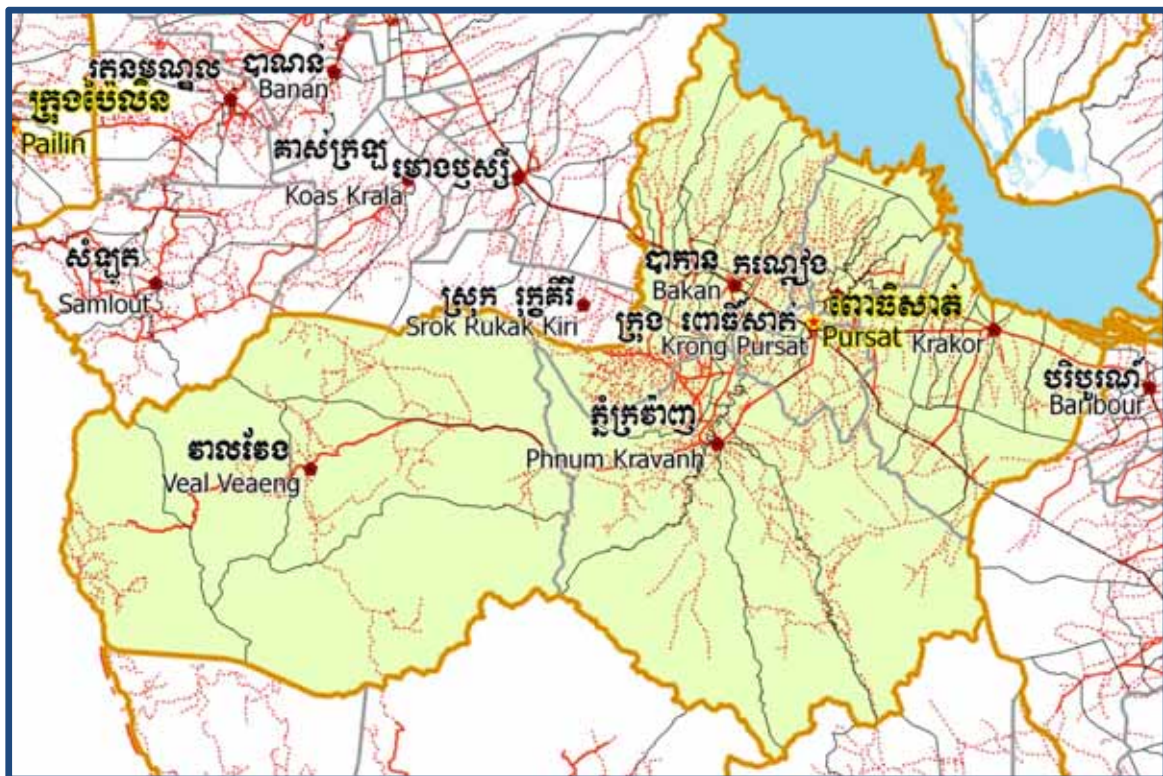 រតនមណ្ឌល
បាណន់
Banan
ក្រុងប៉ៃលិន
Pailin
គាស់ក្រឡ
Koas Krala
មោងឫស្សី
សំឡូត
Samlout
ស្រុក រុក្ខគិរី
Srok Rukak Kiri
បាកាន
Bakan
កណ្តៀង
ក្រុង ពោធិ៍សាត់
Krong Pursat
ពោធិសាត់
Pursat
Krakor
បរិបូរណ៍
Baribour
ភ្នំក្រវ៉ាញ
Phnum Kravanh
វាលវែង
Veal Veaeng